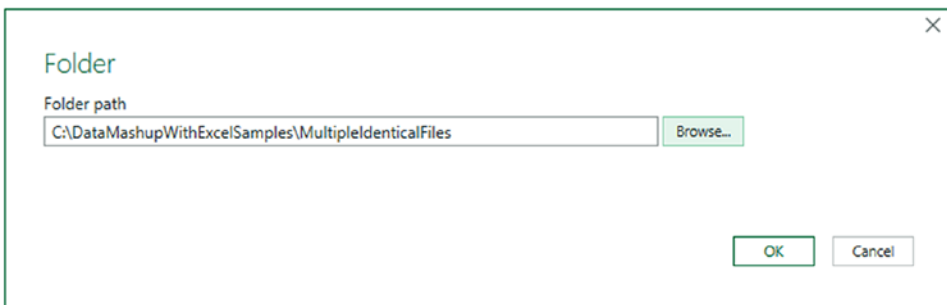 Folder
Folder path
C:\DataMashupWithExcelSamples\MultipleIdenticalFiles
Browse...
OK
Cancel